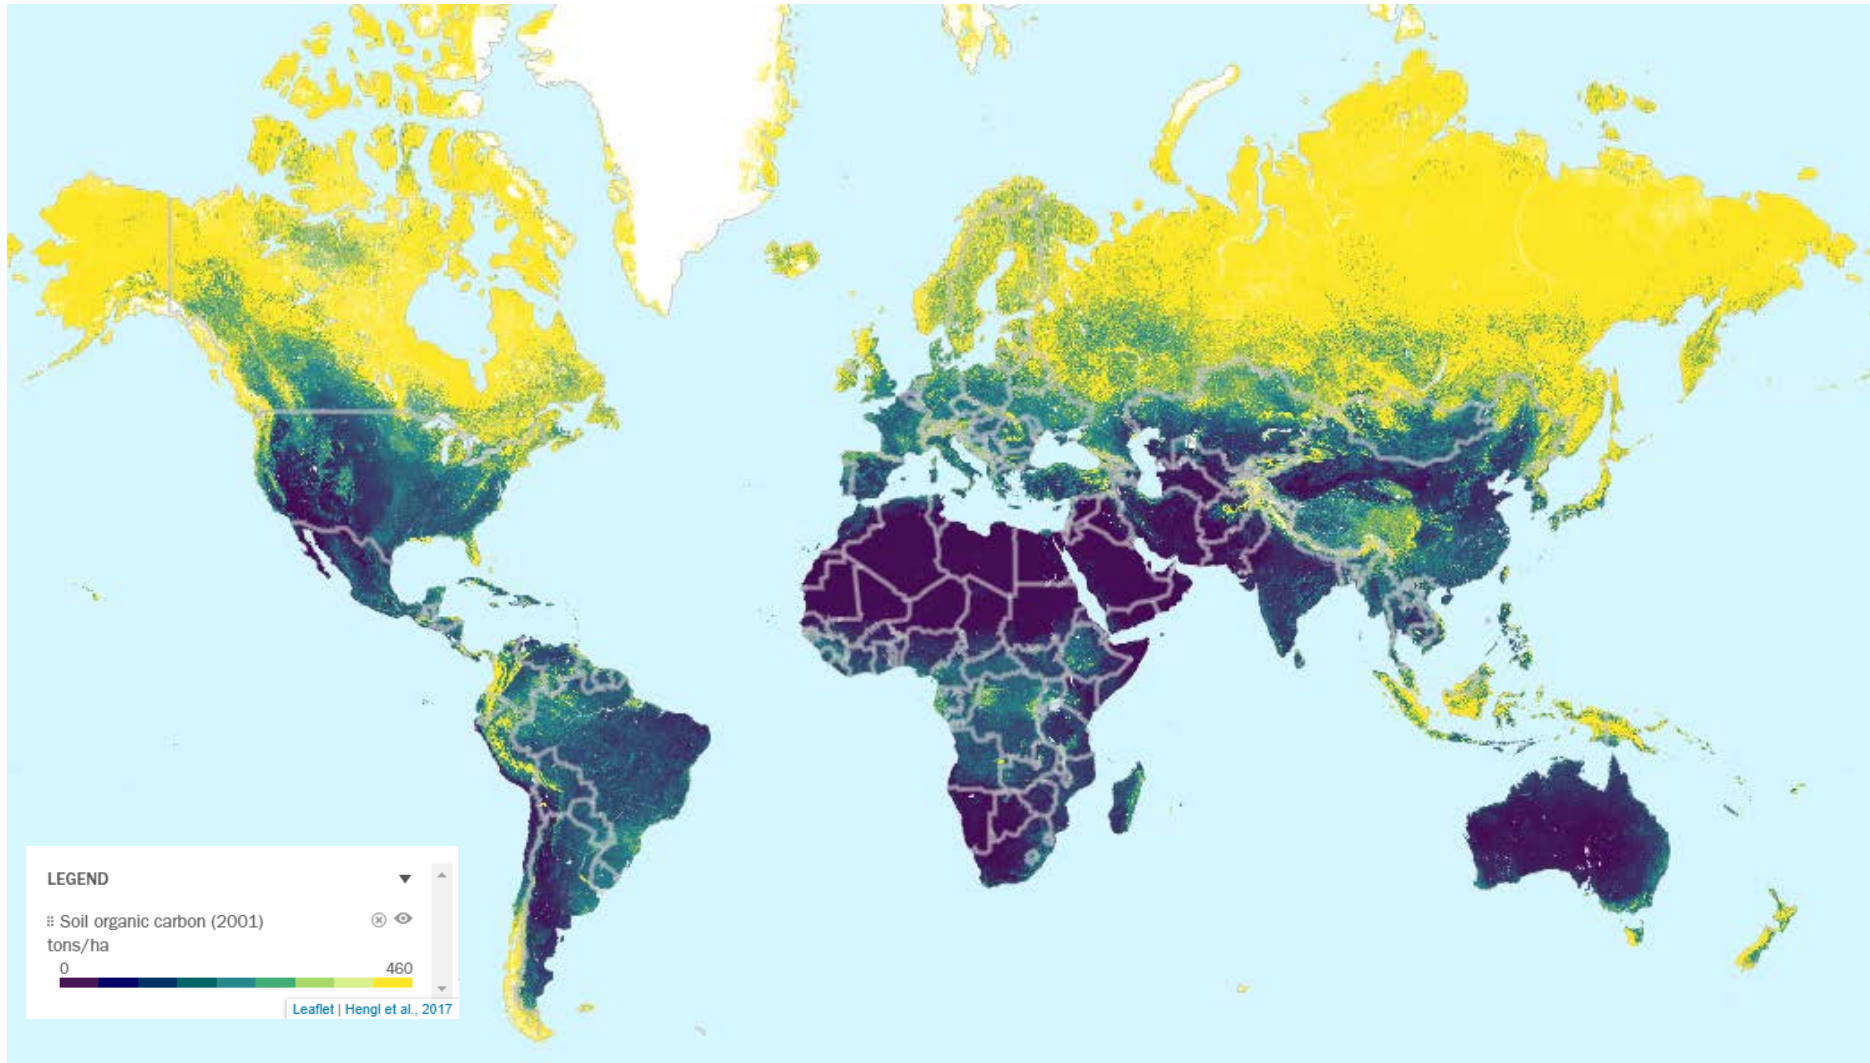 LEGEND
Soil organic carbon (2001)
tons/ha
0 460
Leaflet | Hengl et al., 2017